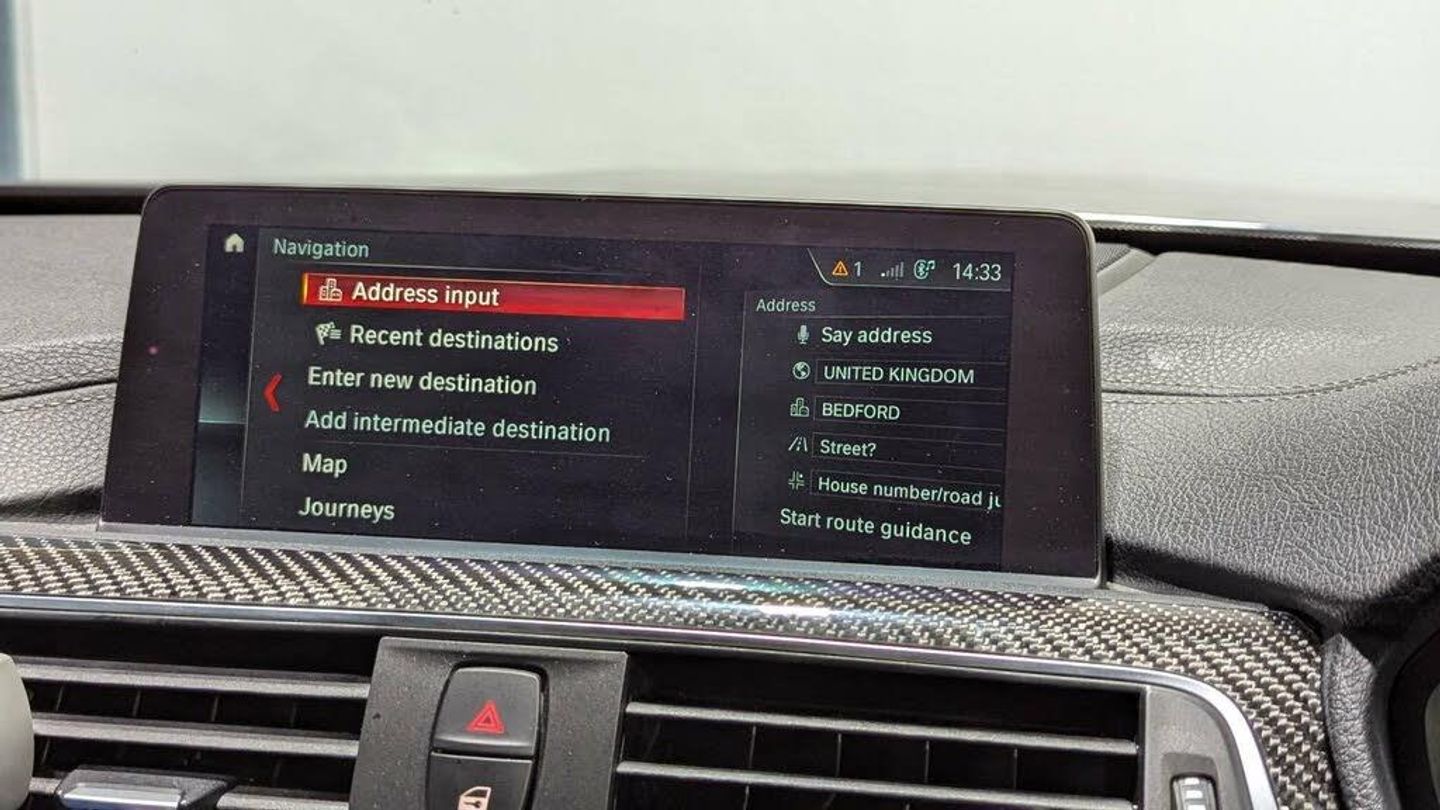 Navigation
Address input
Recent destinations
Enter new destination
Add intermediate destination
Map
Journeys
1 14:33
Address
Say address
UNITED KINGDOM
BEDFORD
Street?
House number/road ju
Start route guidance